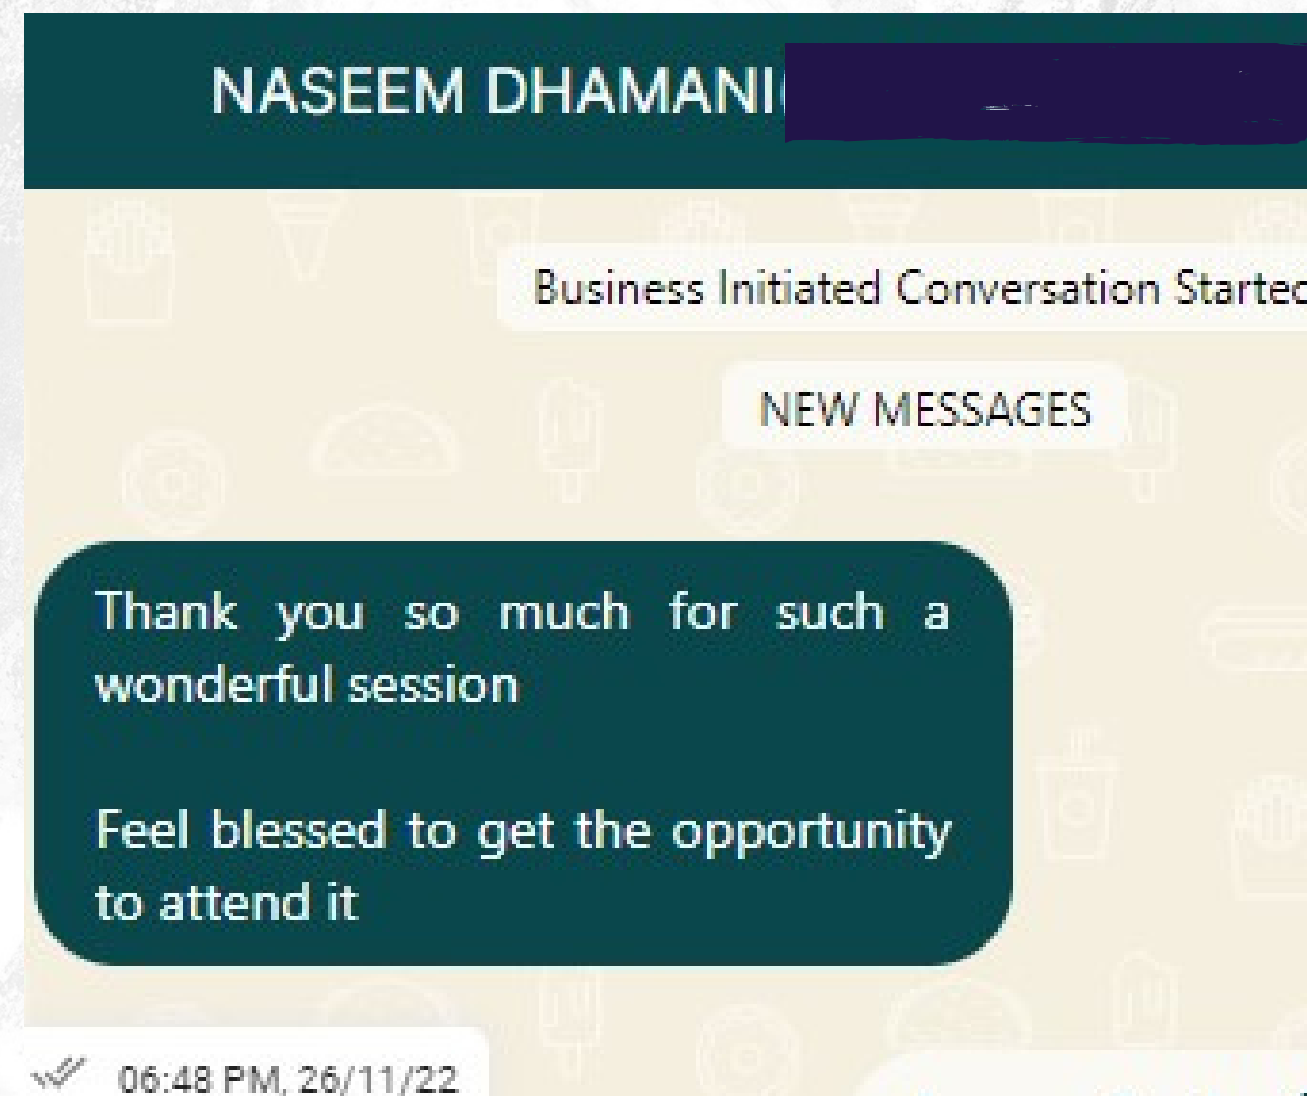 NASEEM DHAMANI
Business Initiated Conversation Started
NEW MESSAGES
Thank you so much for such a
wonderful session
Feel blessed to get the opportunity
to attend it
06:48 PM, 26/11/22